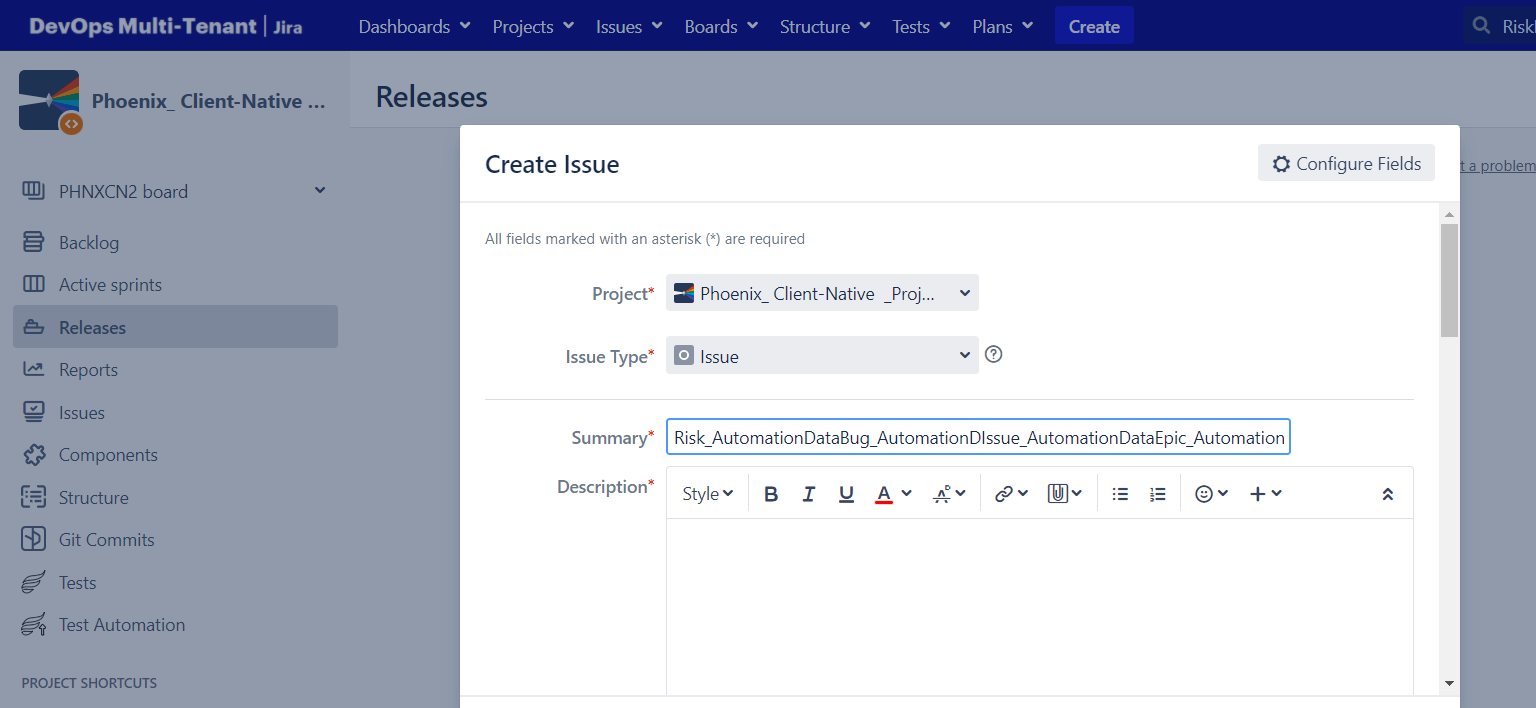 DevOps Multi-Tenant | Jira Dashboards Projects Issues Boards Structure Tests Plans Create
Phoenix_ Client-Native ...
PHNXCN2 board
Backlog
Active sprints
Releases
Reports
Issues
Components
Structure
Git Commits
Tests
Test Automation
PROJECT SHORTCUTS
Releases
t a problem
Create Issue
Configure Fields
All fields marked with an asterisk (*) are required
Project* Phoenix_ Client-Native _Proj...
Issue Type* Issue
Summary* Risk_AutomationDataBug_AutomationDIssue_AutomationDataEpic_Automation
Description* Style